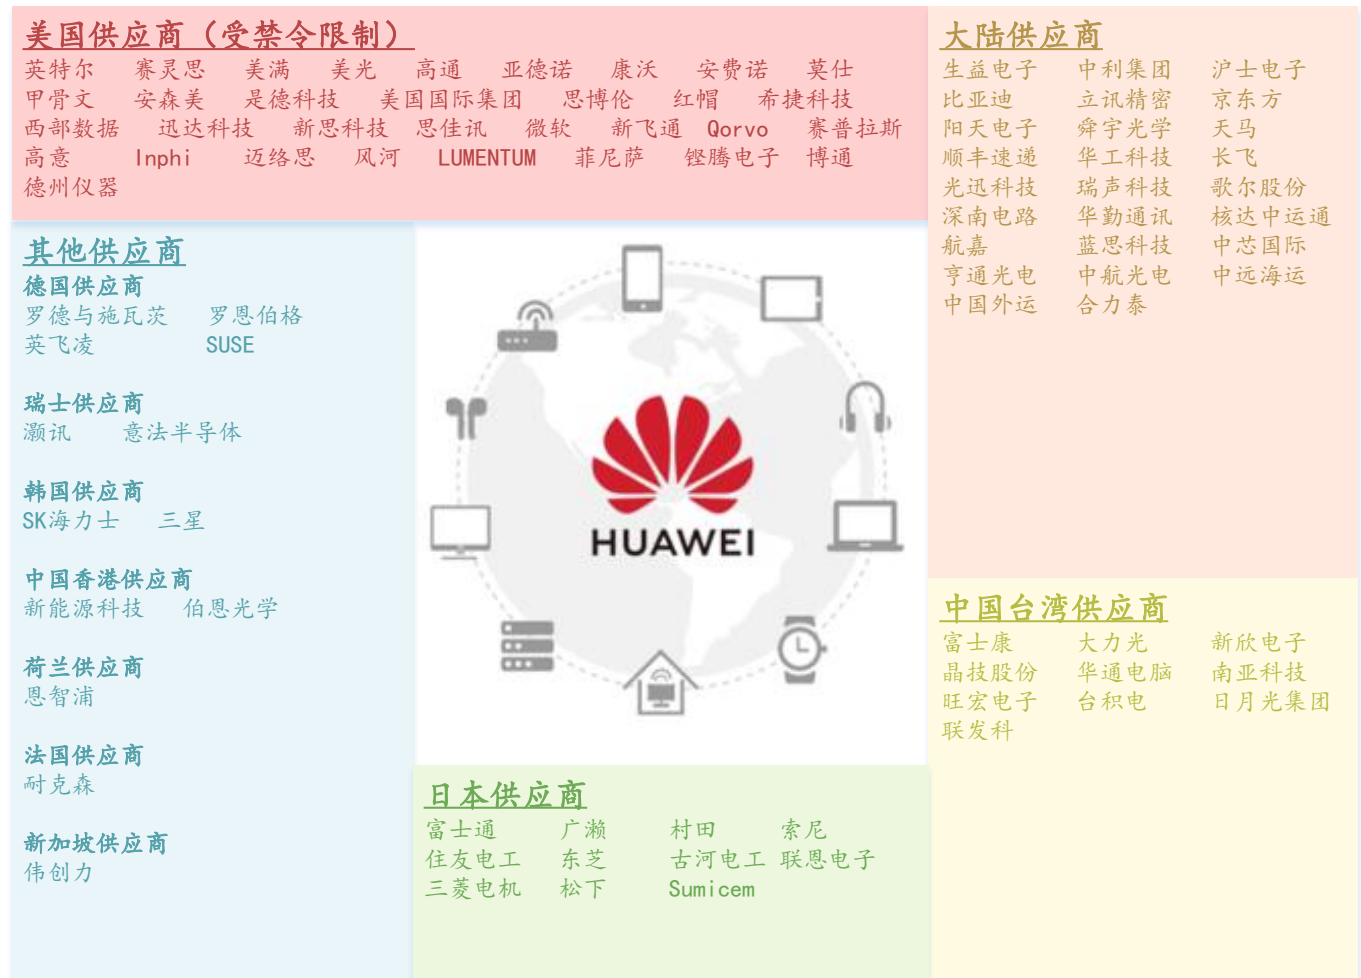 美国供应商（受禁令限制）
英特尔 赛灵思 美满 美光 高通 亚德诺 康沃 安费诺 莫仕
甲骨文 安森美 是德科技 美国国际集团 思博伦 红帽 希捷科技
西部数据 迅达科技 新思科技 思佳讯 微软 新飞通 Qorvo 赛普拉斯
高意 Inphi 迈络思 风河 LUMENTUM 菲尼萨 铿腾电子 博通
德州仪器
大陆供应商
生益电子 中利集团 沪士电子
比亚迪 立讯精密 京东方
阳天电子 舜宇光学 天马
顺丰速递 华工科技 长飞
光迅科技 瑞声科技 歌尔股份
深南电路 华勤通讯 核达中运通
航嘉 蓝思科技 中芯国际
亨通光电 中航光电 中远海运
中国外运 合力泰
其他供应商
德国供应商
罗德与施瓦茨 罗恩伯格
英飞凌 SUSE
瑞士供应商
灏讯 意法半导体
韩国供应商
SK海力士 三星
中国香港供应商
新能源科技 伯恩光学
荷兰供应商
恩智浦
法国供应商
耐克森
新加坡供应商
伟创力
HUAWEI
中国台湾供应商
富士康 大力光 新欣电子
晶技股份 华通电脑 南亚科技
旺宏电子 台积电 日月光集团
联发科
日本供应商
富士通 广濑 村田 索尼
住友电工 东芝 古河电工 联恩电子
三菱电机 松下 Sumicem